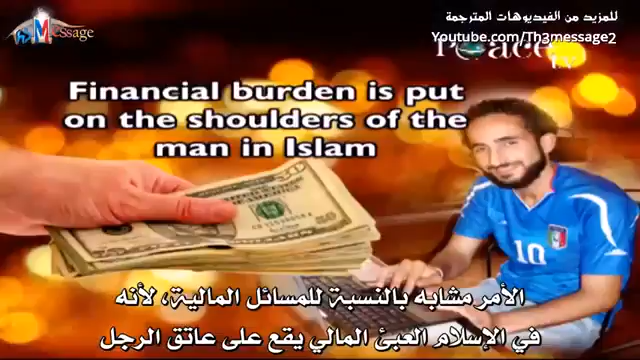 Message
للمزيد من الفيديوهات المترجمة
Youtube.com/Th3message2
peace
tv
Financial burden is put
on the shoulders of the
man in Islam
10
الأمر مشابه بالنسبة للمسائل المالية، لأنه
في الإسلام العبئ المالي يقع على عاتق الرجل